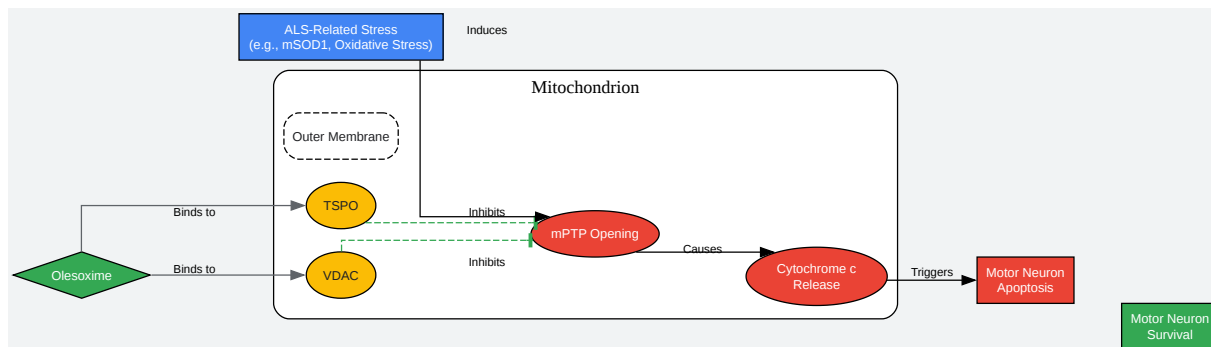 ALS-Related Stress
(e.g., mSOD1, Oxidative Stress)
Induces
Mitochondrion
Outer Membrane
TSPO
Binds to
Inhibits
mPTP Opening
Causes
Olesoxime
Binds to
VDAC
Inhibits
Cytochrome c
Release
Triggers
Motor Neuron
Apoptosis
Motor Neuron
Survival